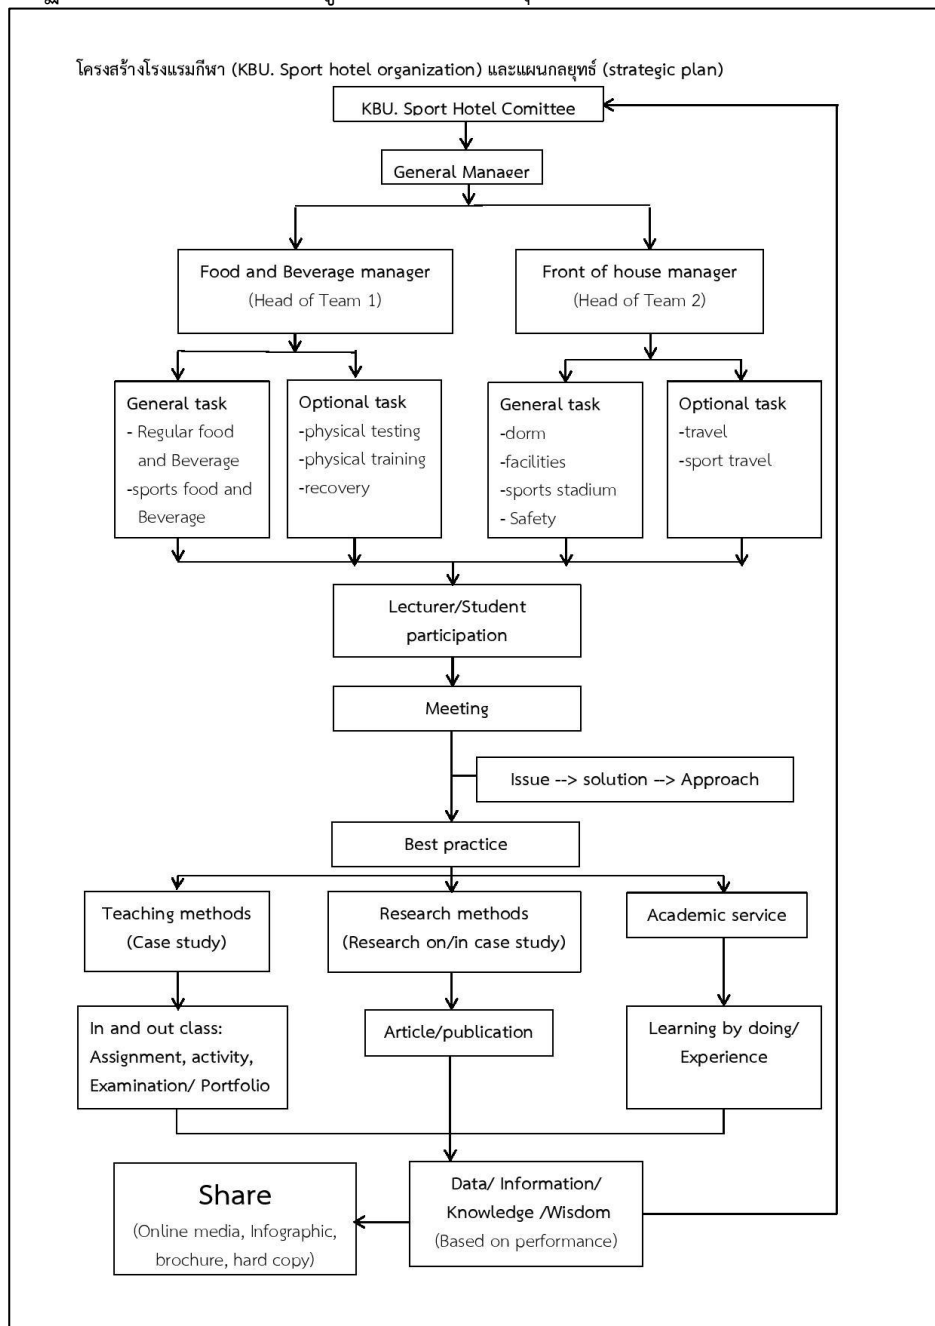 โครงสร้างโรงแรมกีฬา (KBU. Sport hotel organization) และแผนกลยุทธ์ (strategic plan)
KBU. Sport Hotel Comittee
General Manager
Food and Beverage manager
(Head of Team 1)
Front of house manager
(Head of Team 2)
General task
- Regular food
and Beverage
-sports food and
Beverage
Optional task
-physical testing
-physical training
-recovery
General task
-dorm
-facilities
-sports stadium
- Safety
Optional task
-travel
-sport travel
Lecturer/Student
participation
Meeting
Issue --> solution --> Approach
Best practice
Teaching methods
(Case study)
Research methods
(Research on/in case study)
Academic service
In and out class:
Assignment, activity,
Examination/ Portfolio
Article/publication
Learning by doing/
Experience
Share
(Online media, Infographic,
brochure, hard copy)
Data/ Information/
Knowledge /Wisdom
(Based on performance)